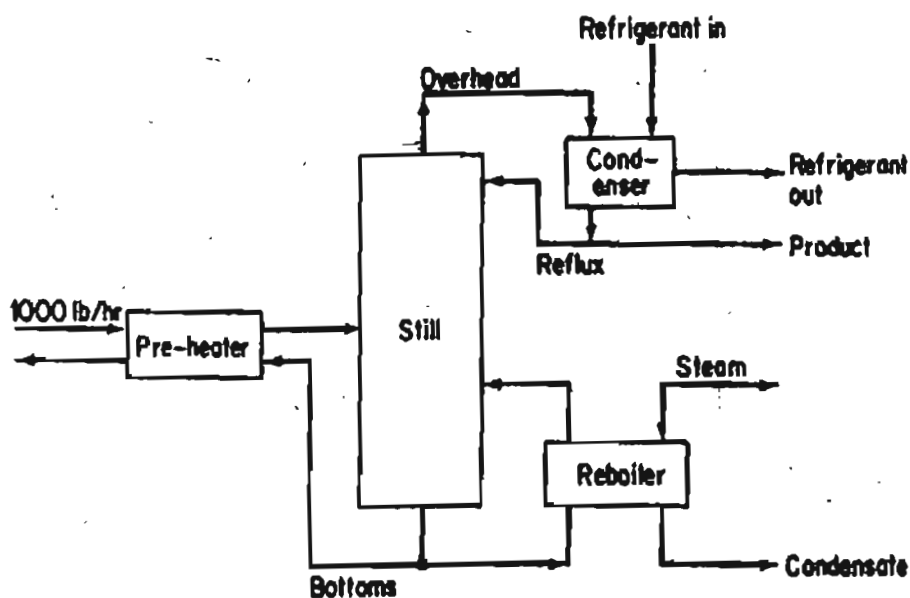 Refrigerant in
Overhead
Cond-
enser
Refrigerant
out
Reflux
Product
1000 lb/hr
Pre-heater
Still
Steam
Reboiler
Bottoms
Condensate